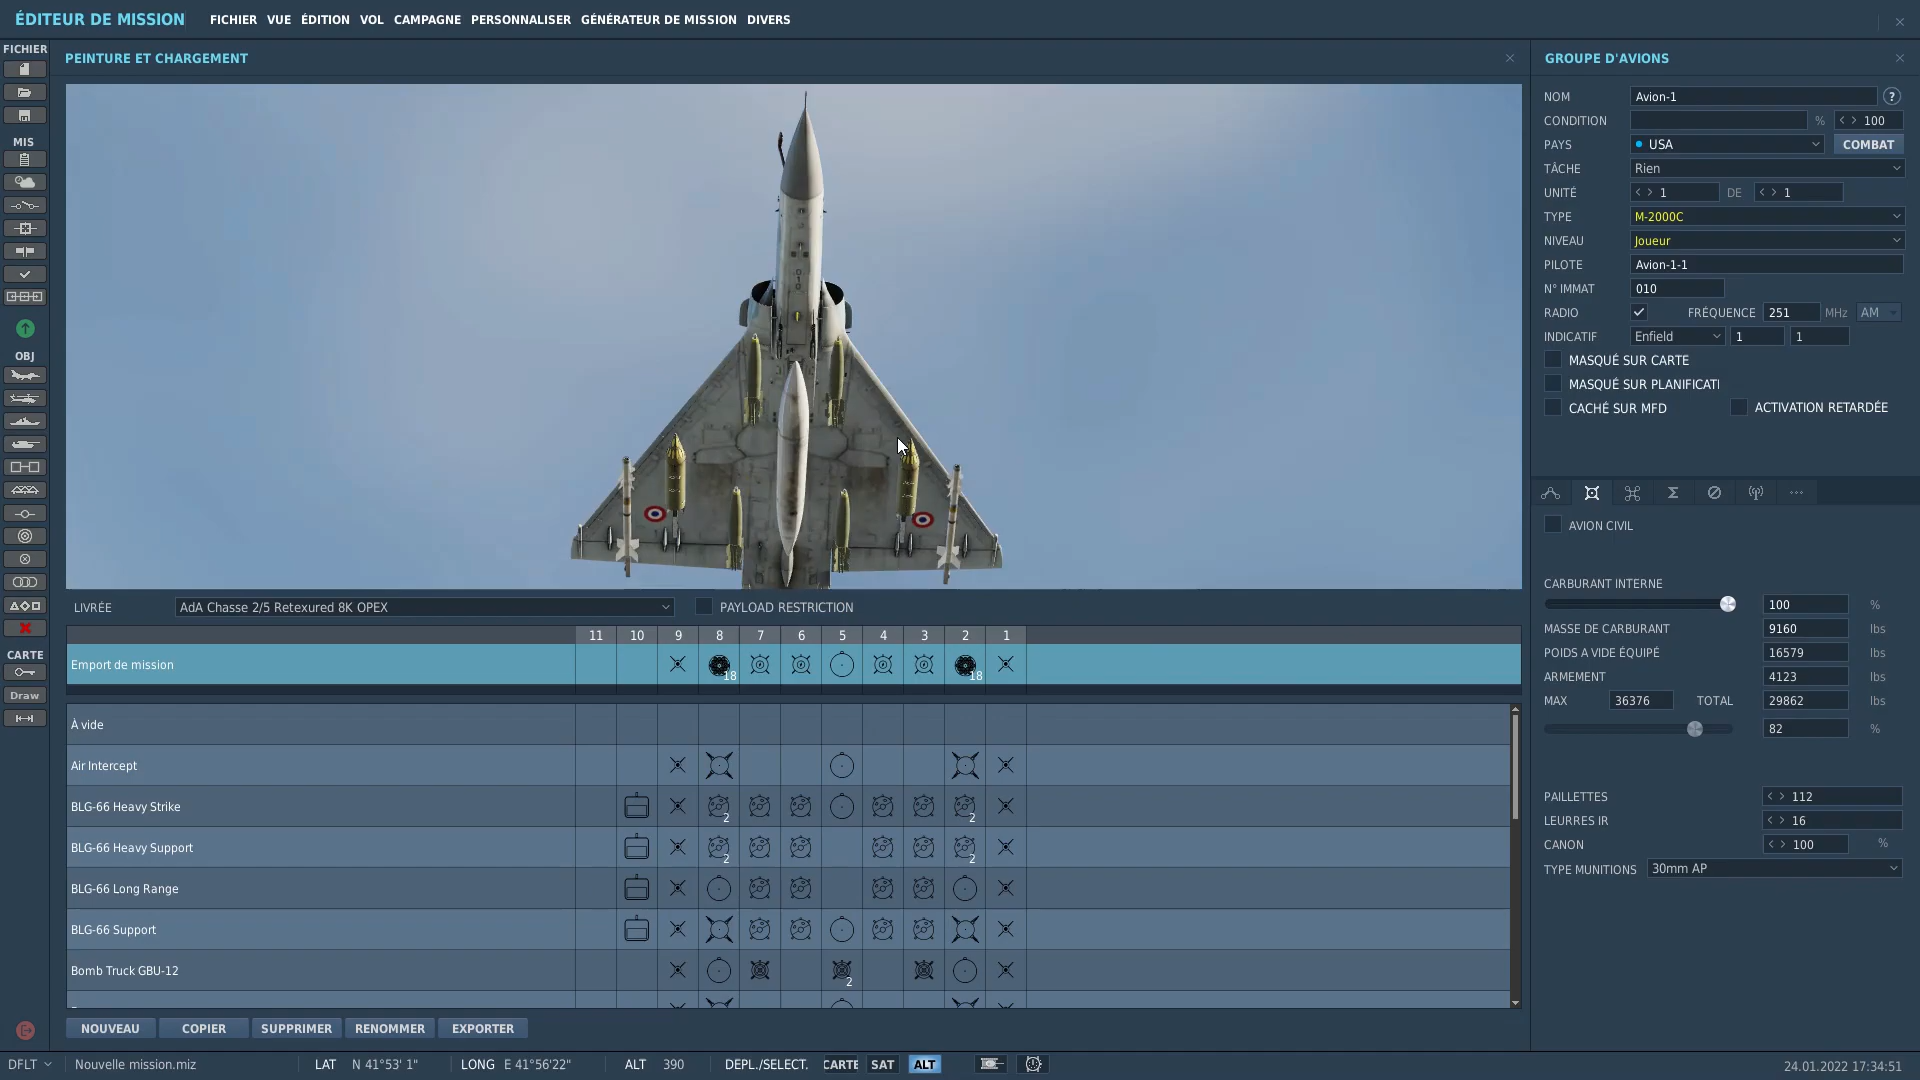 ÉDITEUR DE MISSION FICHIER VUE ÉDITION VOL CAMPAGNE PERSONNALISER GÉNÉRATEUR DE MISSION DIVERS
FICHIER
MIS
OBJ
CARTE
Draw
PEINTURE ET CHARGEMENT
LIVRÉE AdA Chasse 2/5 Retexured 8K OPEX PAYLOAD RESTRICTION
11 10 9 8 7 6 5 4 3 2 1
Emport de mission 18 18
À vide
Air Intercept
BLG-66 Heavy Strike 2 2
BLG-66 Heavy Support 2 2
BLG-66 Long Range
BLG-66 Support
Bomb Truck GBU-12 2
NOUVEAU COPIER SUPPRIMER RENOMMER EXPORTER
GROUPE D'AVIONS
NOM Avion-1 ?
CONDITION % < > 100
PAYS USA COMBAT
TÂCHE Rien
UNITÉ < > 1 DE < > 1
TYPE M-2000C
NIVEAU Joueur
PILOTE Avion-1-1
N° IMMAT 010
RADIO FRÉQUENCE 251 MHz AM
INDICATIF Enfield 1 1
MASQUÉ SUR CARTE
MASQUÉ SUR PLANIFICATI
CACHÉ SUR MFD ACTIVATION RETARDÉE
AVION CIVIL
CARBURANT INTERNE
100 %
MASSE DE CARBURANT 9160 lbs
POIDS A VIDE ÉQUIPÉ 16579 lbs
ARMEMENT 4123 lbs
MAX 36376 TOTAL 29862 lbs
82 %
PAILLETTES < > 112
LEURRES IR < > 16
CANON < > 100 %
TYPE MUNITIONS 30mm AP
DFLT Nouvelle mission.miz LAT N 41°53' 1" LONG E 41°56'22" ALT 390 DEPL./SELECT. CARTE SAT ALT 24.01.2022 17:34:51